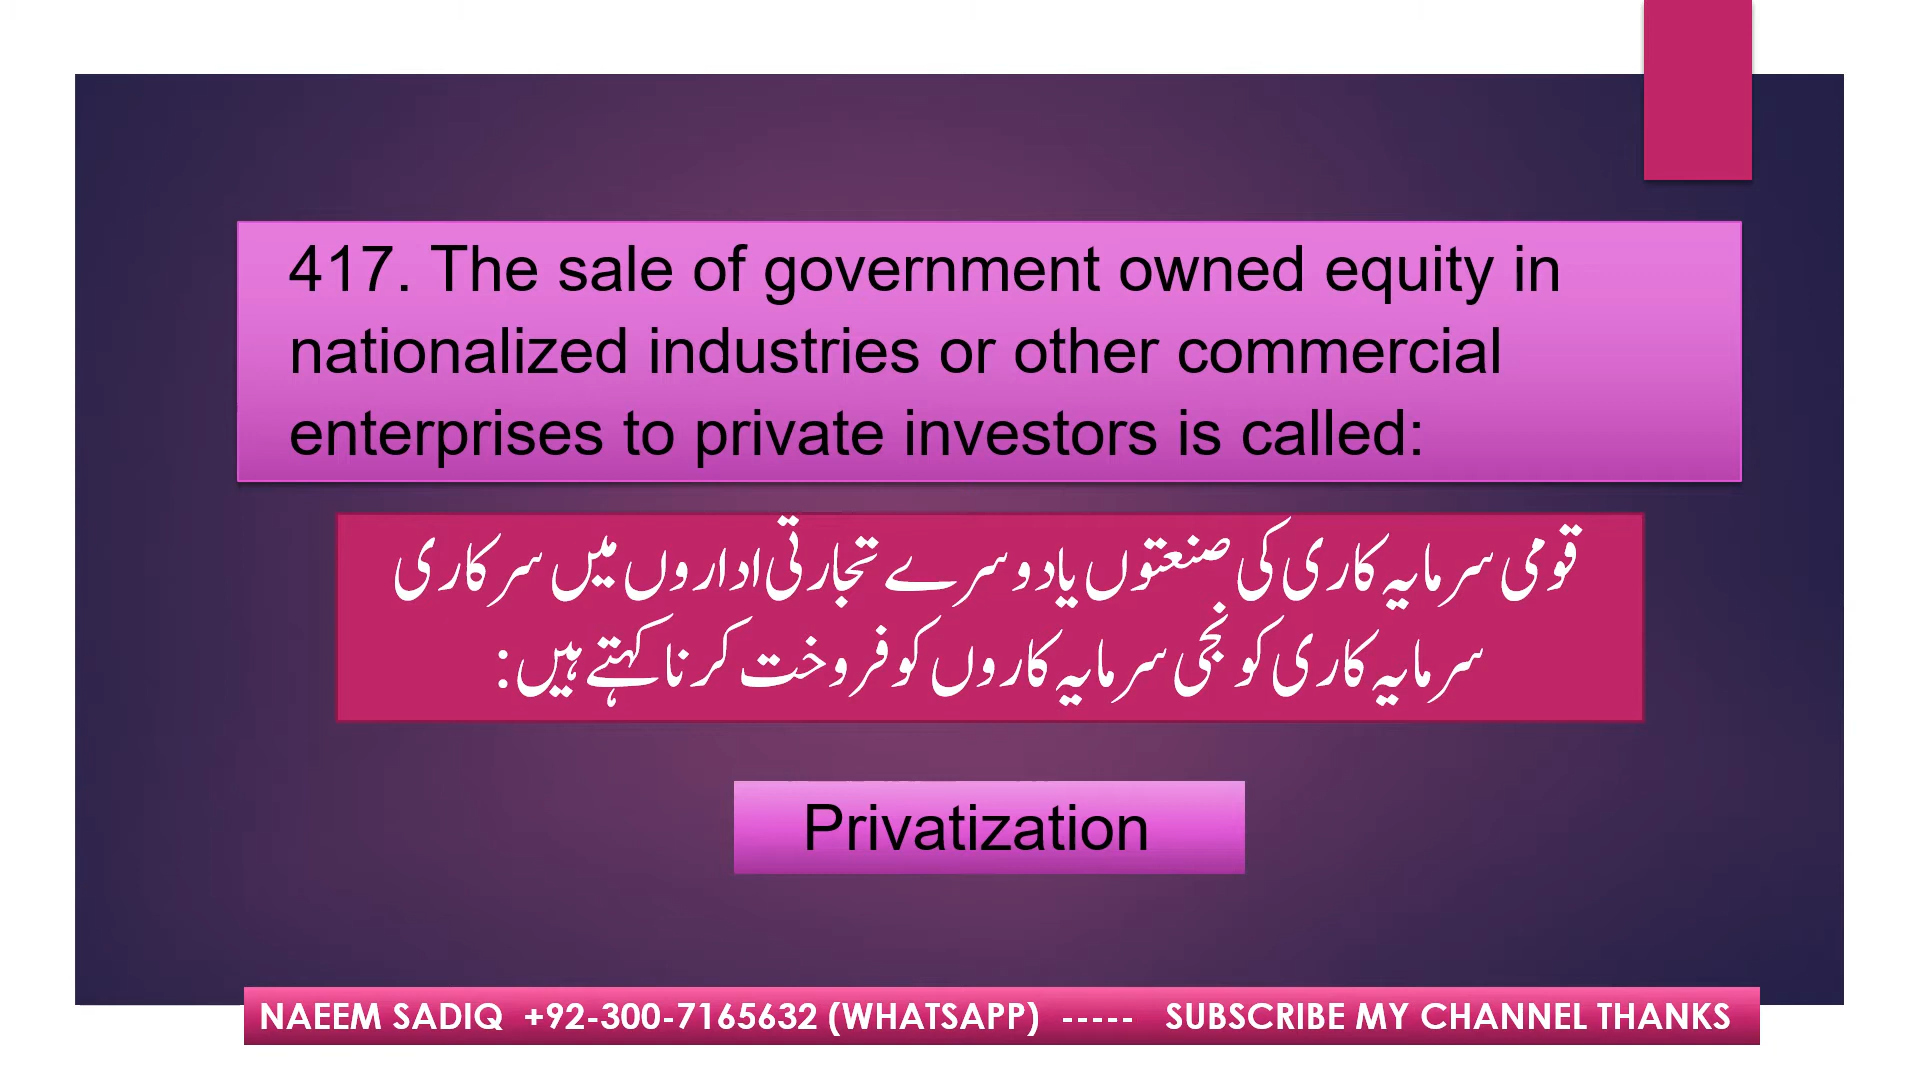 417. The sale of government owned equity in
nationalized industries or other commercial
enterprises to private investors is called:
قومی سرمایہ کاری کی صنعتوں یا دوسرے تجارتی اداروں میں سرکاری
سرمایہ کاری کو نجی سرمایہ کاروں کو فروخت کرنا کہتے ہیں:
Privatization
NAEEM SADIQ +92-300-7165632 (WHATSAPP) ----- SUBSCRIBE MY CHANNEL THANKS